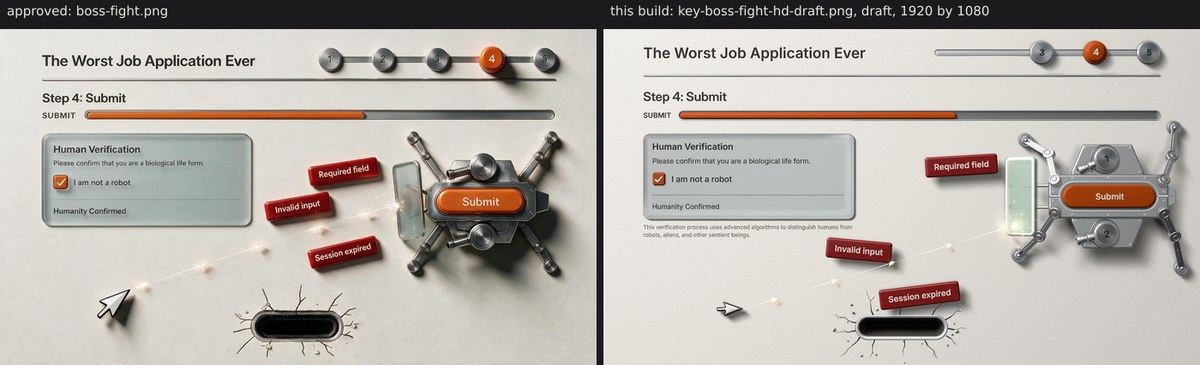 approved: boss-fight.png
The Worst Job Application Ever
1 2 3 4 5
Step 4: Submit
SUBMIT
Human Verification
Please confirm that you are a biological life form.
I am not a robot
Humanity Confirmed
Required field
Invalid input
Session expired
Submit
this build: key-boss-fight-hd-draft.png, draft, 1920 by 1080
The Worst Job Application Ever
3 4 5
Step 4: Submit
SUBMIT
Human Verification
Please confirm that you are a biological life form.
I am not a robot
Humanity Confirmed
This verification process uses advanced algorithms to distinguish humans from
robots, aliens, and other sentient beings.
Required field
Invalid input
Session expired
1
Submit
2